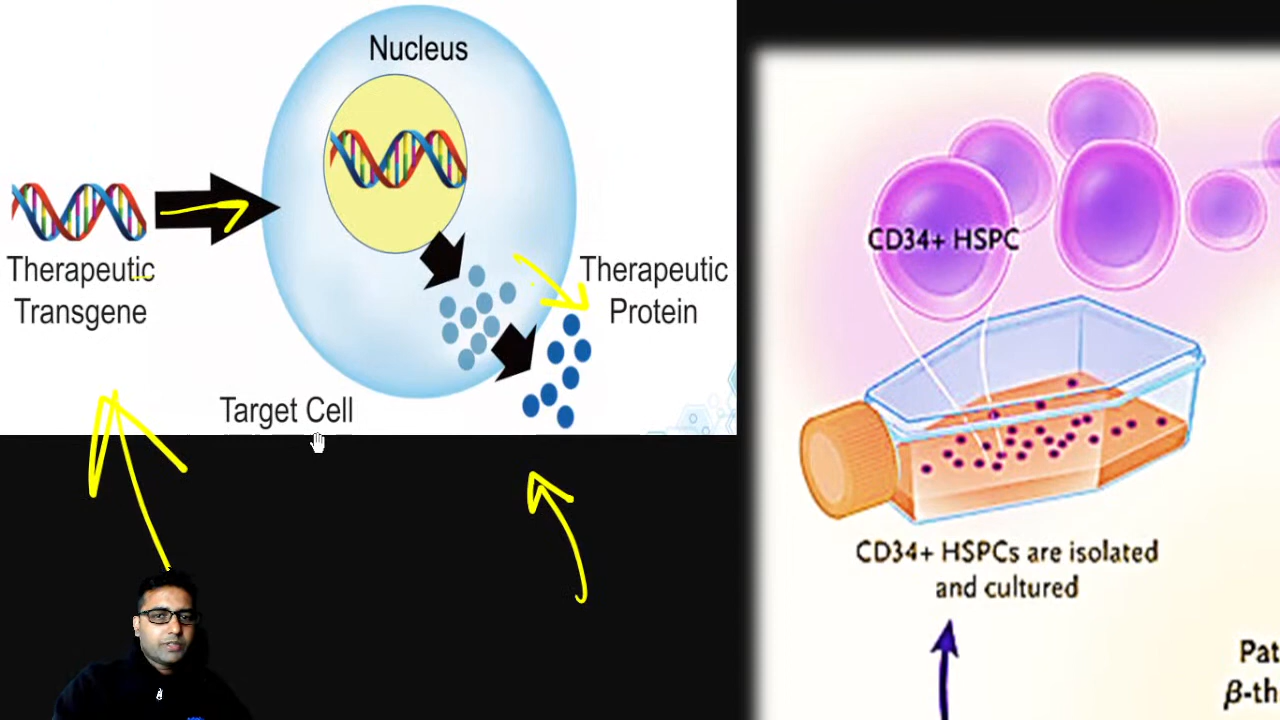 Nucleus
Therapeutic
Transgene
Therapeutic
Protein
Target Cell
CD34+ HSPC
CD34+ HSPCs are isolated
and cultured
Pat
β-th